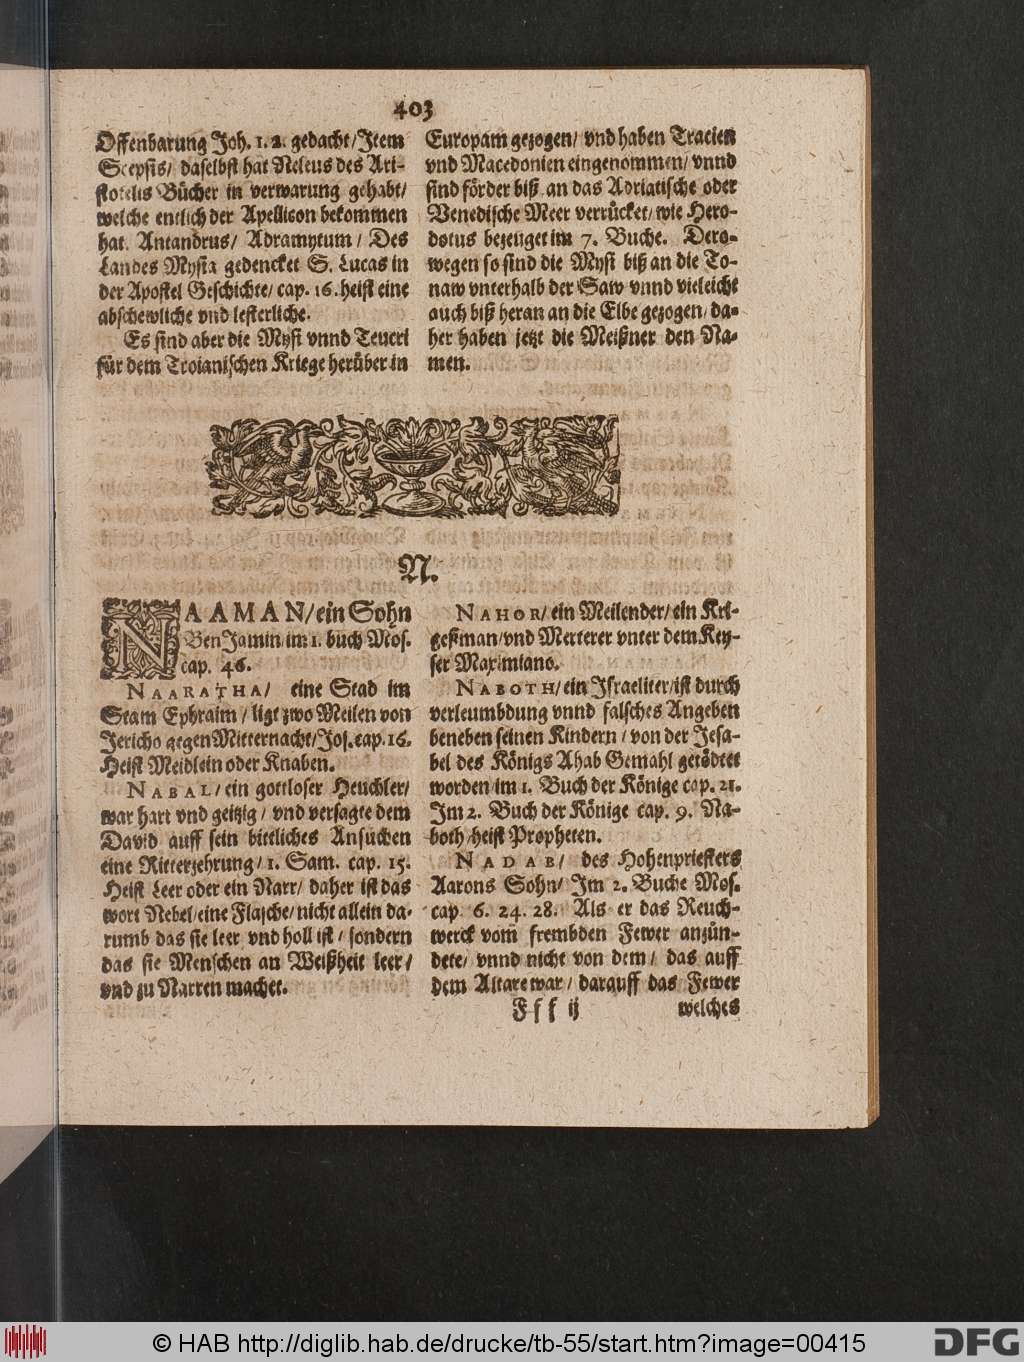 403
Offenbarung Joh. 1. 2. gedacht/ Item
Scepsis/ daselbst hat Neleus des Ari-
stotelis Bücher in verwarung gehabt/
welche entlich der Apellicon bekommen
hat. Antandrus/ Adramytum/ Des
Landes Mysia gedencket S. Lucas in
der Apostel Geschichte/ cap. 16. heist eine
abschewliche vnd lesterliche.
Es sind aber die Mysi vnnd Teucri
für dem Troianischen Kriege herüber in
Europam gezogen/ vnd haben Tracien
vnd Macedonien eingenommen/ vnnd
sind förder biß an das Adriatische oder
Venedische Meer verrücket/ wie Hero-
dotus bezeuget im 7. Buche. Dero-
wegen so sind die Mysi biß an die To-
naw vnterhalb der Saw vnnd vieleicht
auch biß heran an die Elbe gezogen/ da-
her haben jetzt die Meißner den Na-
men.
N.
NAAMAN/ ein Sohn
BenJamin im 1. buch Mos.
cap. 46.
NAARATHA/ eine Stad im
Stam Ephraim/ ligt zwo Meilen von
Jericho gegen Mitternacht/ Jos. cap. 16.
Heist Meidlein oder Knaben.
NABAL/ ein gottloser Heuchler/
war hart vnd geitzig/ vnd versagte dem
David auff sein bittliches Ansuchen
eine Ritterzehrung/ 1. Sam. cap. 15.
Heist Leer oder ein Narr/ daher ist das
wort Nebel/ eine Flasche/ nicht allein da-
rumb das sie leer vnd holl ist/ sondern
das sie Menschen an Weißheit leer/
vnd zu Narren machet.
NAHOR/ ein Meilender/ ein Kri-
gesman/ vnd Merterer vnter dem Key-
ser Maximiano.
NABOTH/ ein Israeliter/ ist durch
verleumbdung vnnd falsches Angeben
beneben seinen Kindern/ von der Jesa-
bel des Königs Ahab Gemahl getödtet
worden im 1. Buch der Könige cap. 21.
Im 2. Buch der Könige cap. 9. Na-
both/ heist Propheten.
NADAB/ des Hohenpriesters
Aarons Sohn/ Im 2. Buche Mos.
cap. 6. 24. 28. Als er das Reuch-
werck vom̃ frembden Fewer anzün-
dete/ vnnd nicht von dem/ das auff
dem Altare war/ darauff das Fewer
Fff ij
welches
© HAB http://diglib.hab.de/drucke/tb-55/start.htm?image=00415
DFG